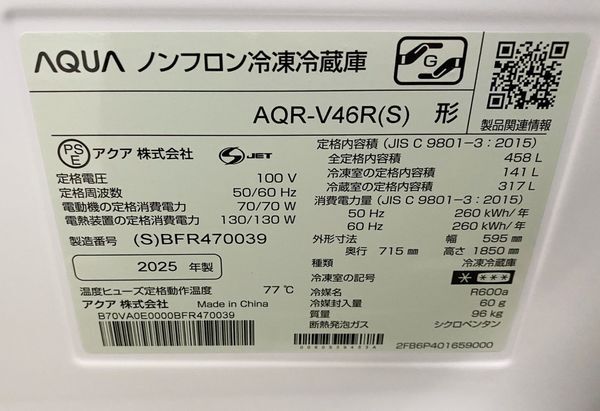 AQUA ノンフロン冷凍冷蔵庫
G
AQR-V46R(S) 形
製品関連情報
PS E アクア 株式会社 S JET
定格電圧 100 V
定格周波数 50/60 Hz
電動機の定格消費電力 70/70 W
電熱装置の定格消費電力 130/130 W
製造番号 (S)BFR470039
2025 年製
温度ヒューズ定格動作温度 77℃
アクア 株式会社 Made in China
B70VA0E0000BFR470039
定格内容積 (JIS C 9801-3 : 2015)
全定格内容積 458 L
冷凍室の定格内容積 141 L
冷蔵室の定格内容積 317 L
消費電力量 (JIS C 9801-3 : 2015)
50 Hz 260 kWh/年
60 Hz 260 kWh/年
外形寸法 幅 595㎜
奥行 715㎜ 高さ 1850㎜
種類 冷凍冷蔵庫
冷凍室の記号 * ***
冷媒名 R600a
冷媒封入量 60 g
質量 96 kg
断熱発泡ガス シクロペンタン
2FB6P401659000